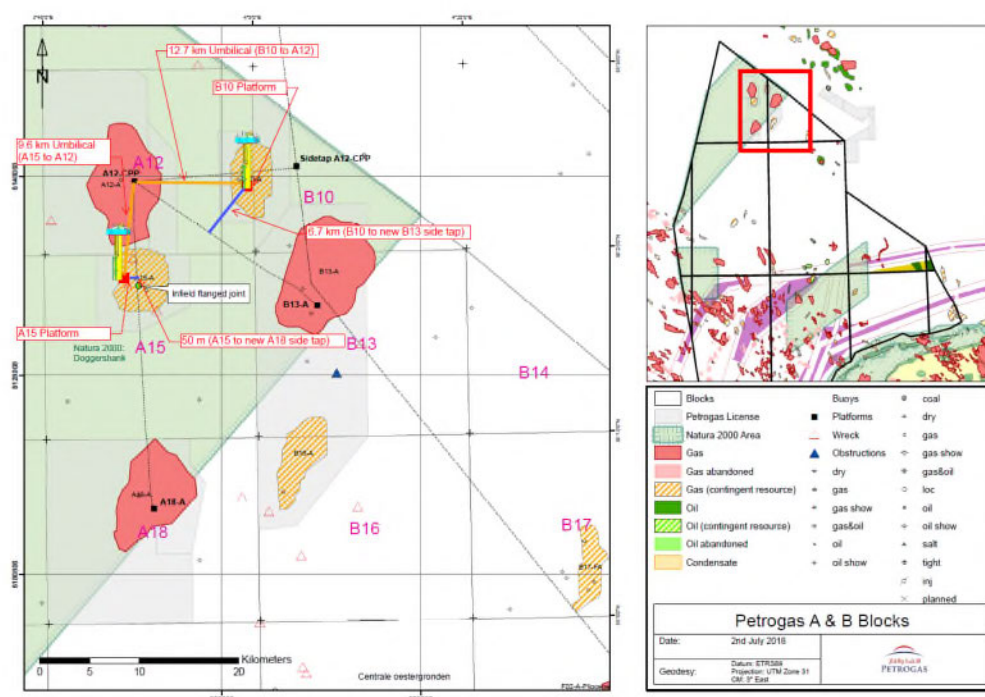 12.7 km Umbilical (B10 to A12)
B10 Platform
N
9.6 km Umbilical
(A15 to A12)
A12
A12-CPP
A12-A
Sidetap A12-CPP
B10
6.7 km (B10 to new B13 side tap)
B13-A
Infield flanged joint
B13-A
A15 Platform
A15
50 m (A15 to new A18 side tap)
B13
Natura 2000:
Doggersbank
B14
B16-A
A18-A
A18-A
A18
B16
B17
B17-FA
Kilometers
0
5
10
20
Centrale oestergronden
Blocks
Petrogas License
Natura 2000 Area
Gas
Gas abandoned
Gas (contingent resource)
Oil
Oil (contingent resource)
Oil abandoned
Condensate
Buoys
Platforms
Wreck
Obstructions
dry
gas
gas show
gas&oil
oil
oil show
coal
dry
gas
gas show
gas&oil
loc
oil
oil show
salt
tight
inj
planned
Petrogas A & B Blocks
Date:
2nd July 2018
Geodesy:
Datum: ETRS89
Projection: UTM Zone 31
CM: 3° East
PETROGAS